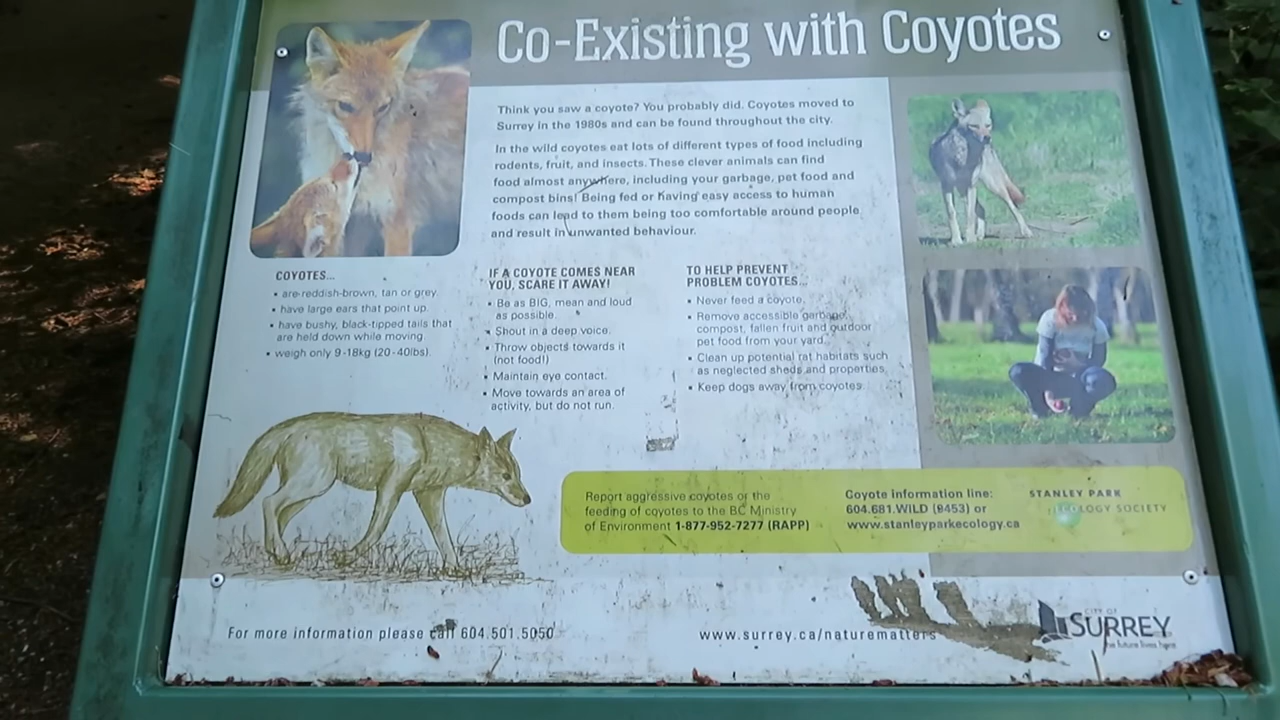 Co-Existing with Coyotes
Think you saw a coyote? You probably did. Coyotes moved to
Surrey in the 1980s and can be found throughout the city.
In the wild coyotes eat lots of different types of food including
rodents, fruit, and insects. These clever animals can find
food almost anywhere, including your garbage, pet food and
compost bins! Being fed or having easy access to human
foods can lead to them being too comfortable around people
and result in unwanted behaviour.
COYOTES...
• are reddish-brown, tan or grey.
• have large ears that point up.
• have bushy, black-tipped tails that
are held down while moving.
• weigh only 9-18kg (20-40lbs).
IF A COYOTE COMES NEAR
YOU, SCARE IT AWAY!
• Be as BIG, mean and loud
as possible.
• Shout in a deep voice.
• Throw objects towards it
(not food!)
• Maintain eye contact.
• Move towards an area of
activity, but do not run.
TO HELP PREVENT
PROBLEM COYOTES...
• Never feed a coyote.
• Remove accessible garbage,
compost, fallen fruit and outdoor
pet food from your yard.
• Clean up potential rat habitats such
as neglected sheds and properties.
• Keep dogs away from coyotes.
Report aggressive coyotes or the
feeding of coyotes to the BC Ministry
of Environment 1-877-952-7277 (RAPP)
Coyote information line:
604.681.WILD (9453) or
www.stanleyparkecology.ca
STANLEY PARK
ECOLOGY SOCIETY
For more information please call 604.501.5050
www.surrey.ca/naturematters
CITY OF
SURREY
the future lives here.